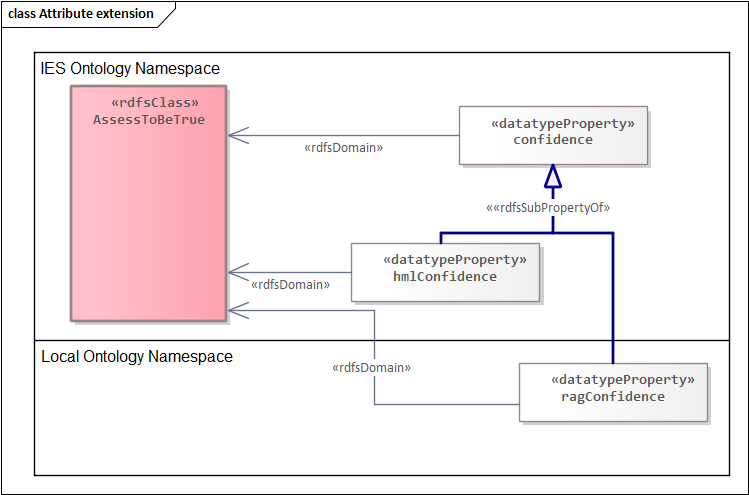 class Attribute extension
IES Ontology Namespace
«rdfsClass»
AssessToBeTrue
«datatypeProperty»
confidence
«rdfsDomain»
««rdfsSubPropertyOf»
«datatypeProperty»
hmlConfidence
«rdfsDomain»
Local Ontology Namespace
«rdfsDomain»
«datatypeProperty»
ragConfidence